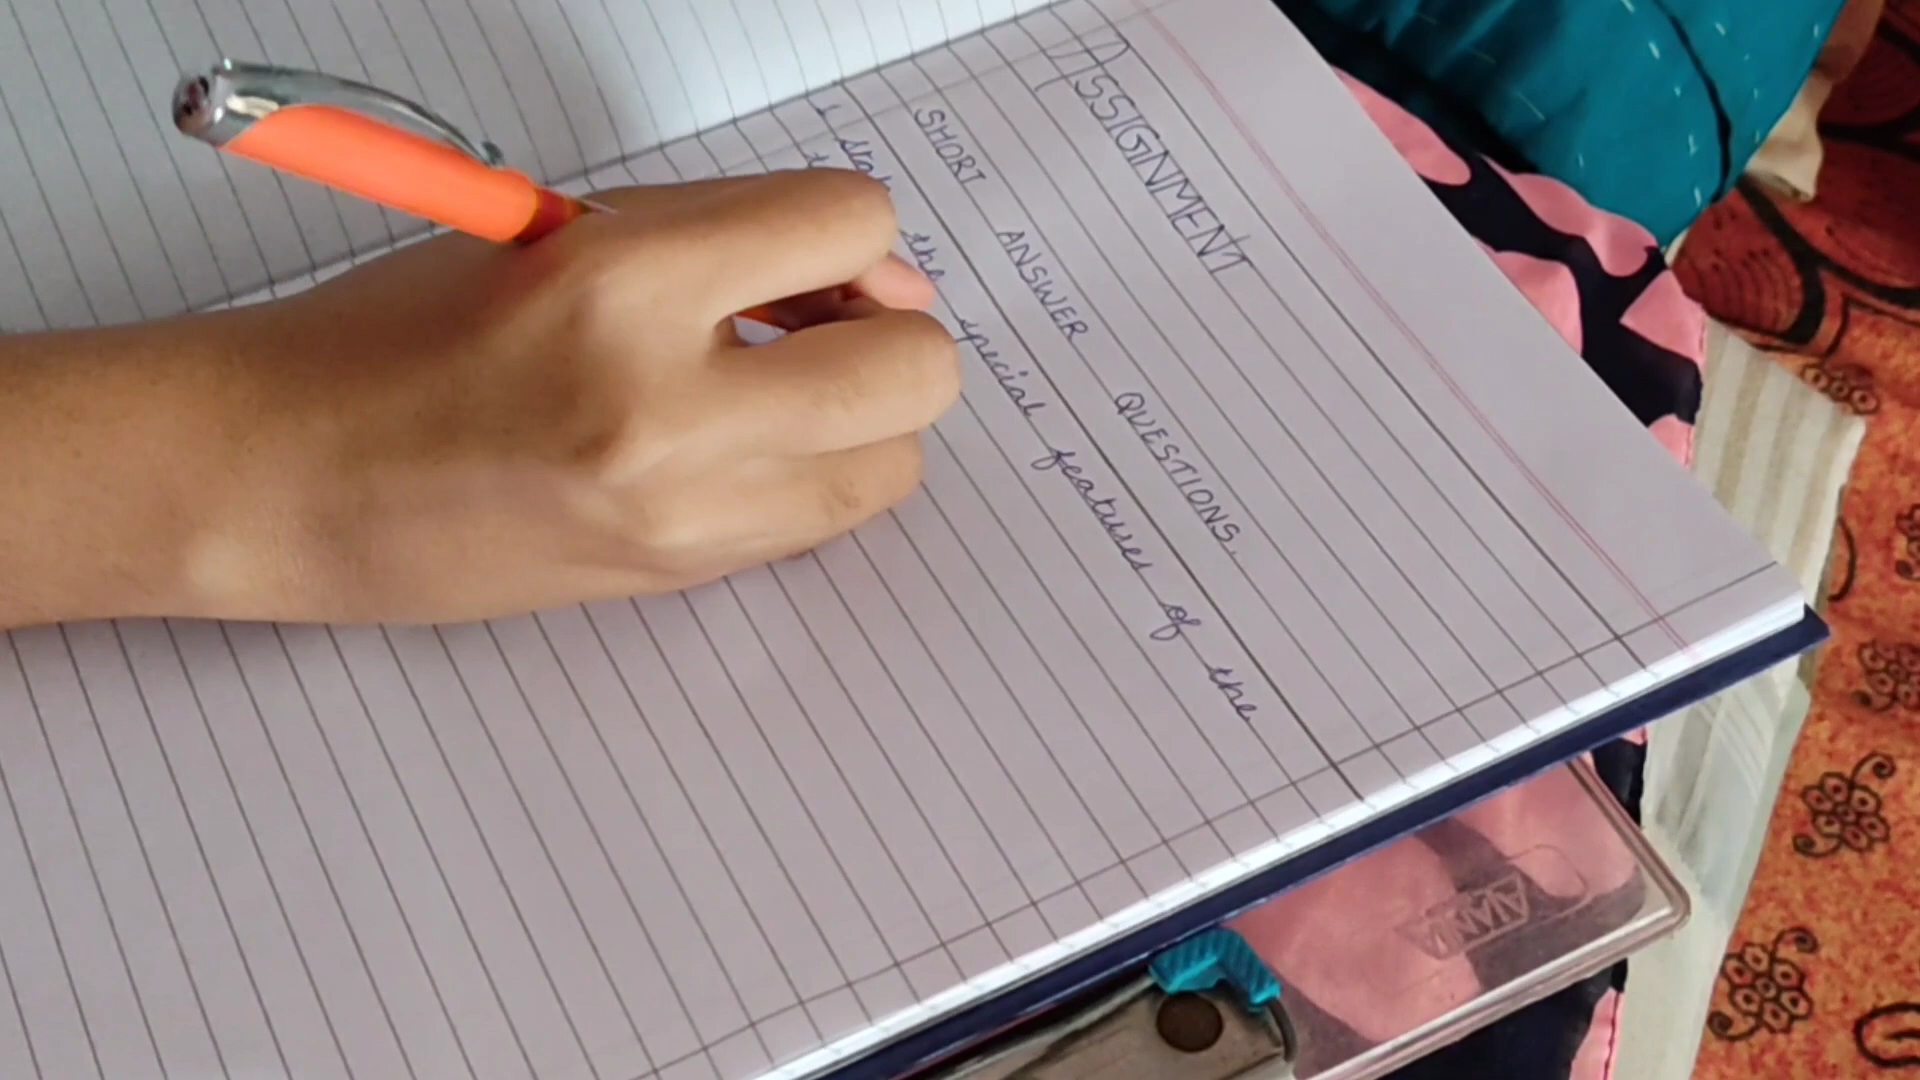 ASSIGNMENT
SHORT ANSWER QUESTIONS.
the special features of the